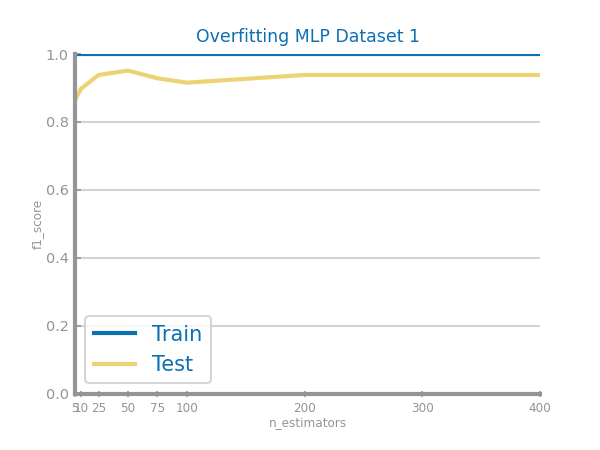 Overfitting MLP Dataset 1
1.0
0.8
0.6
0.4
0.2
0.0
f1_score
Train
Test
5 10 25 50 75 100 200 300 400
n_estimators